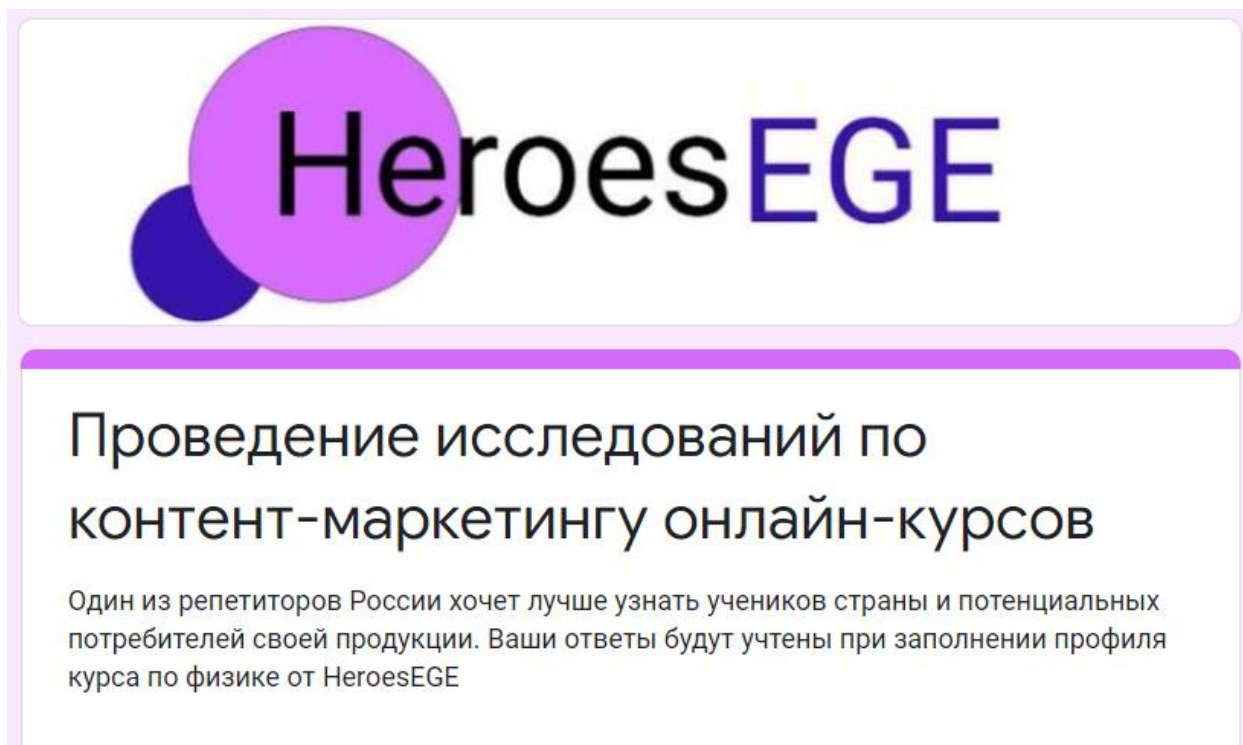 HeroesEGE
Проведение исследований по
контент-маркетингу онлайн-курсов
Один из репетиторов России хочет лучше узнать учеников страны и потенциальных
потребителей своей продукции. Ваши ответы будут учтены при заполнении профиля
курса по физике от HeroesEGE